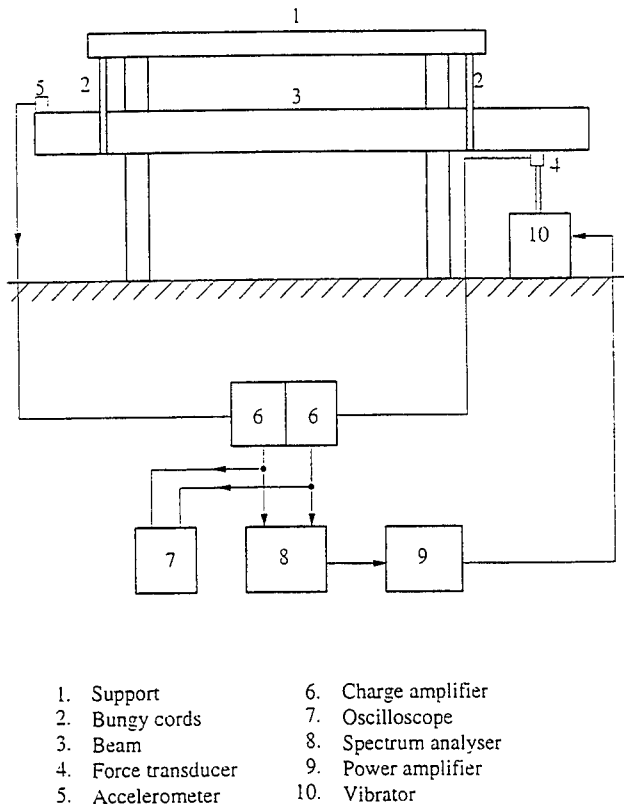 1
5
2
2
3
4
10
6
6
7
8
9
1. Support
2. Bungy cords
3. Beam
4. Force transducer
5. Accelerometer
6. Charge amplifier
7. Oscilloscope
8. Spectrum analyser
9. Power amplifier
10. Vibrator